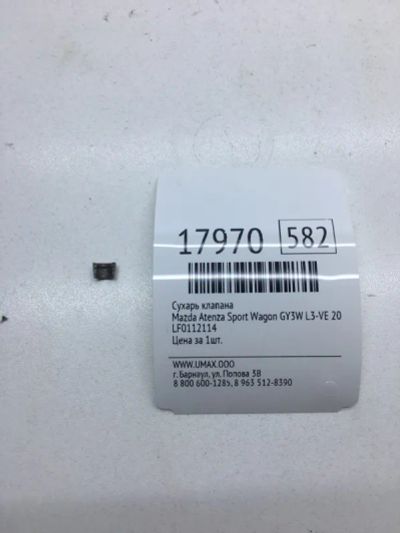 17970 582
Сухарь клапана
Mazda Atenza Sport Wagon GY3W L3-VE 20
LF0112114
Цена за 1шт.
WWW.UMAX.OOO
г. Барнаул, ул. Попова 3В
8 800 600-1285, 8 963 512-8390